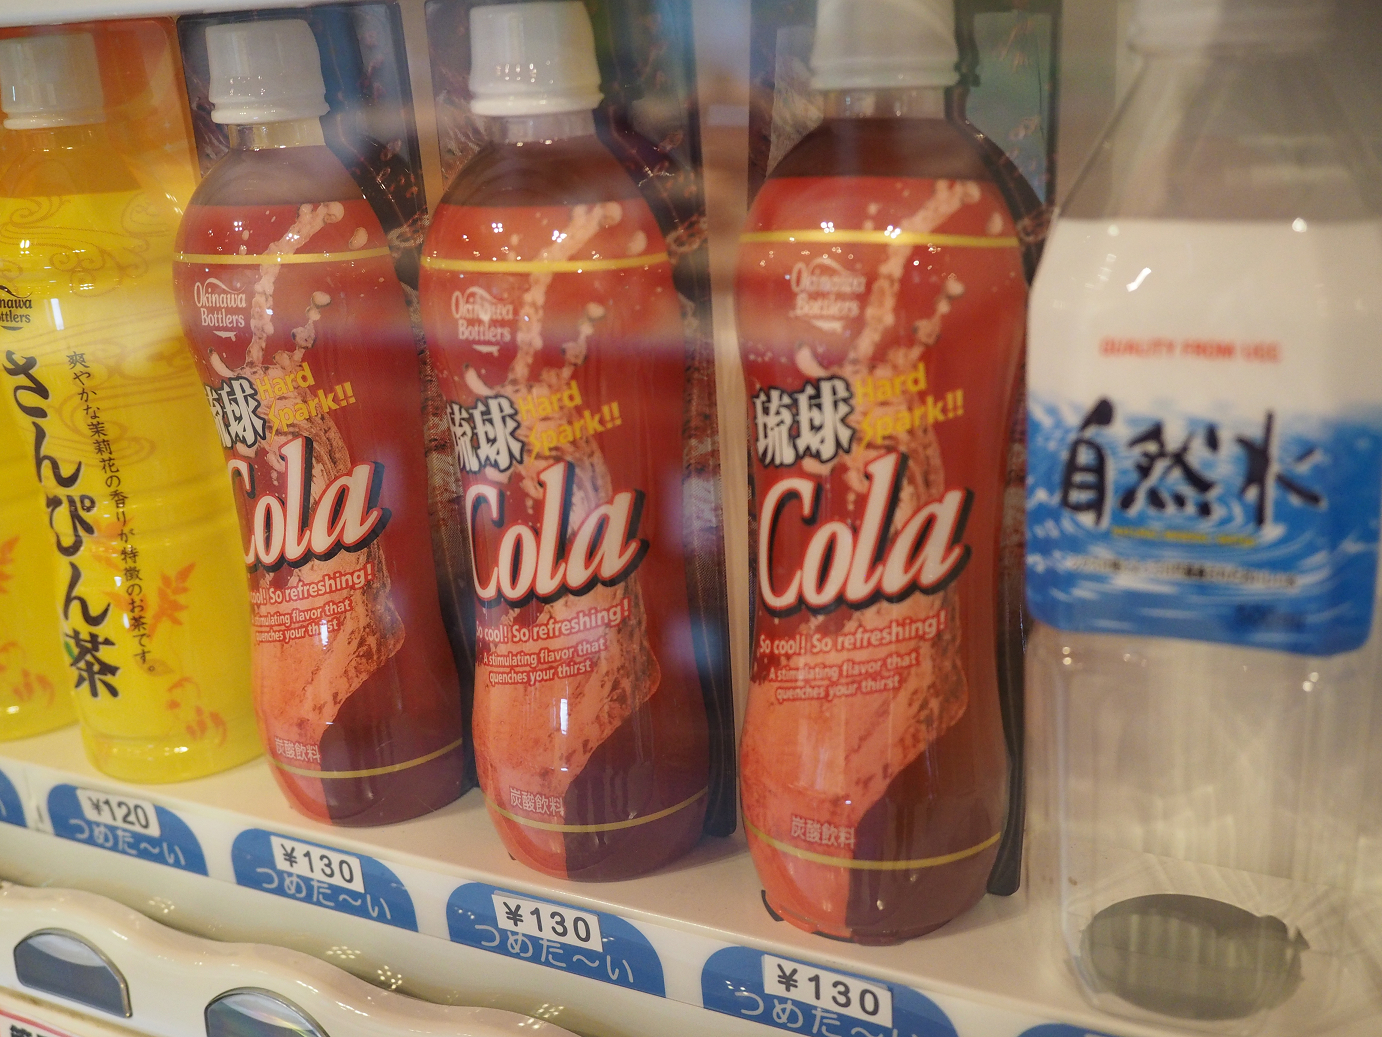 Okinawa
Bottlers
さんぴん茶
爽やかな茉莉花の香りが特徴のお茶です。
Okinawa
Bottlers
琉球
Hard
Spark!!
Cola
So refreshing!
A stimulating flavor that
quenches your thirst
炭酸飲料
Okinawa
Bottlers
琉球
Hard
Spark!!
Cola
So cool! So refreshing!
A stimulating flavor that
quenches your thirst
炭酸飲料
Okinawa
Bottlers
琉球
Hard
Spark!!
Cola
So cool! So refreshing!
A stimulating flavor that
quenches your thirst
炭酸飲料
QUALITY FROM UCC
自然水
¥120
つめた〜い
¥130
つめた〜い
¥130
つめた〜い
¥130
つめた〜い